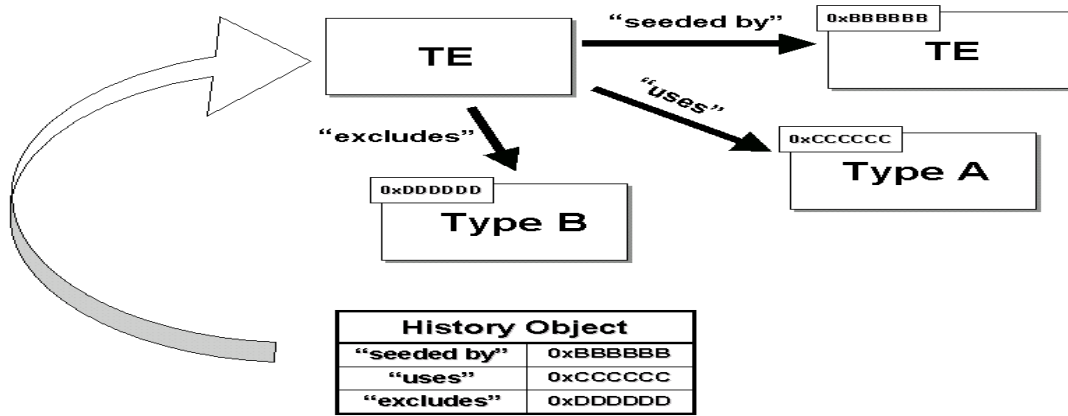 TE
“seeded by”
0xBBBBBB
TE
“uses”
“excludes”
0xCCCCCC
Type A
0xDDDDDD
Type B
History Object
“seeded by” 0xBBBBBB
“uses” 0xCCCCCC
“excludes” 0xDDDDDD